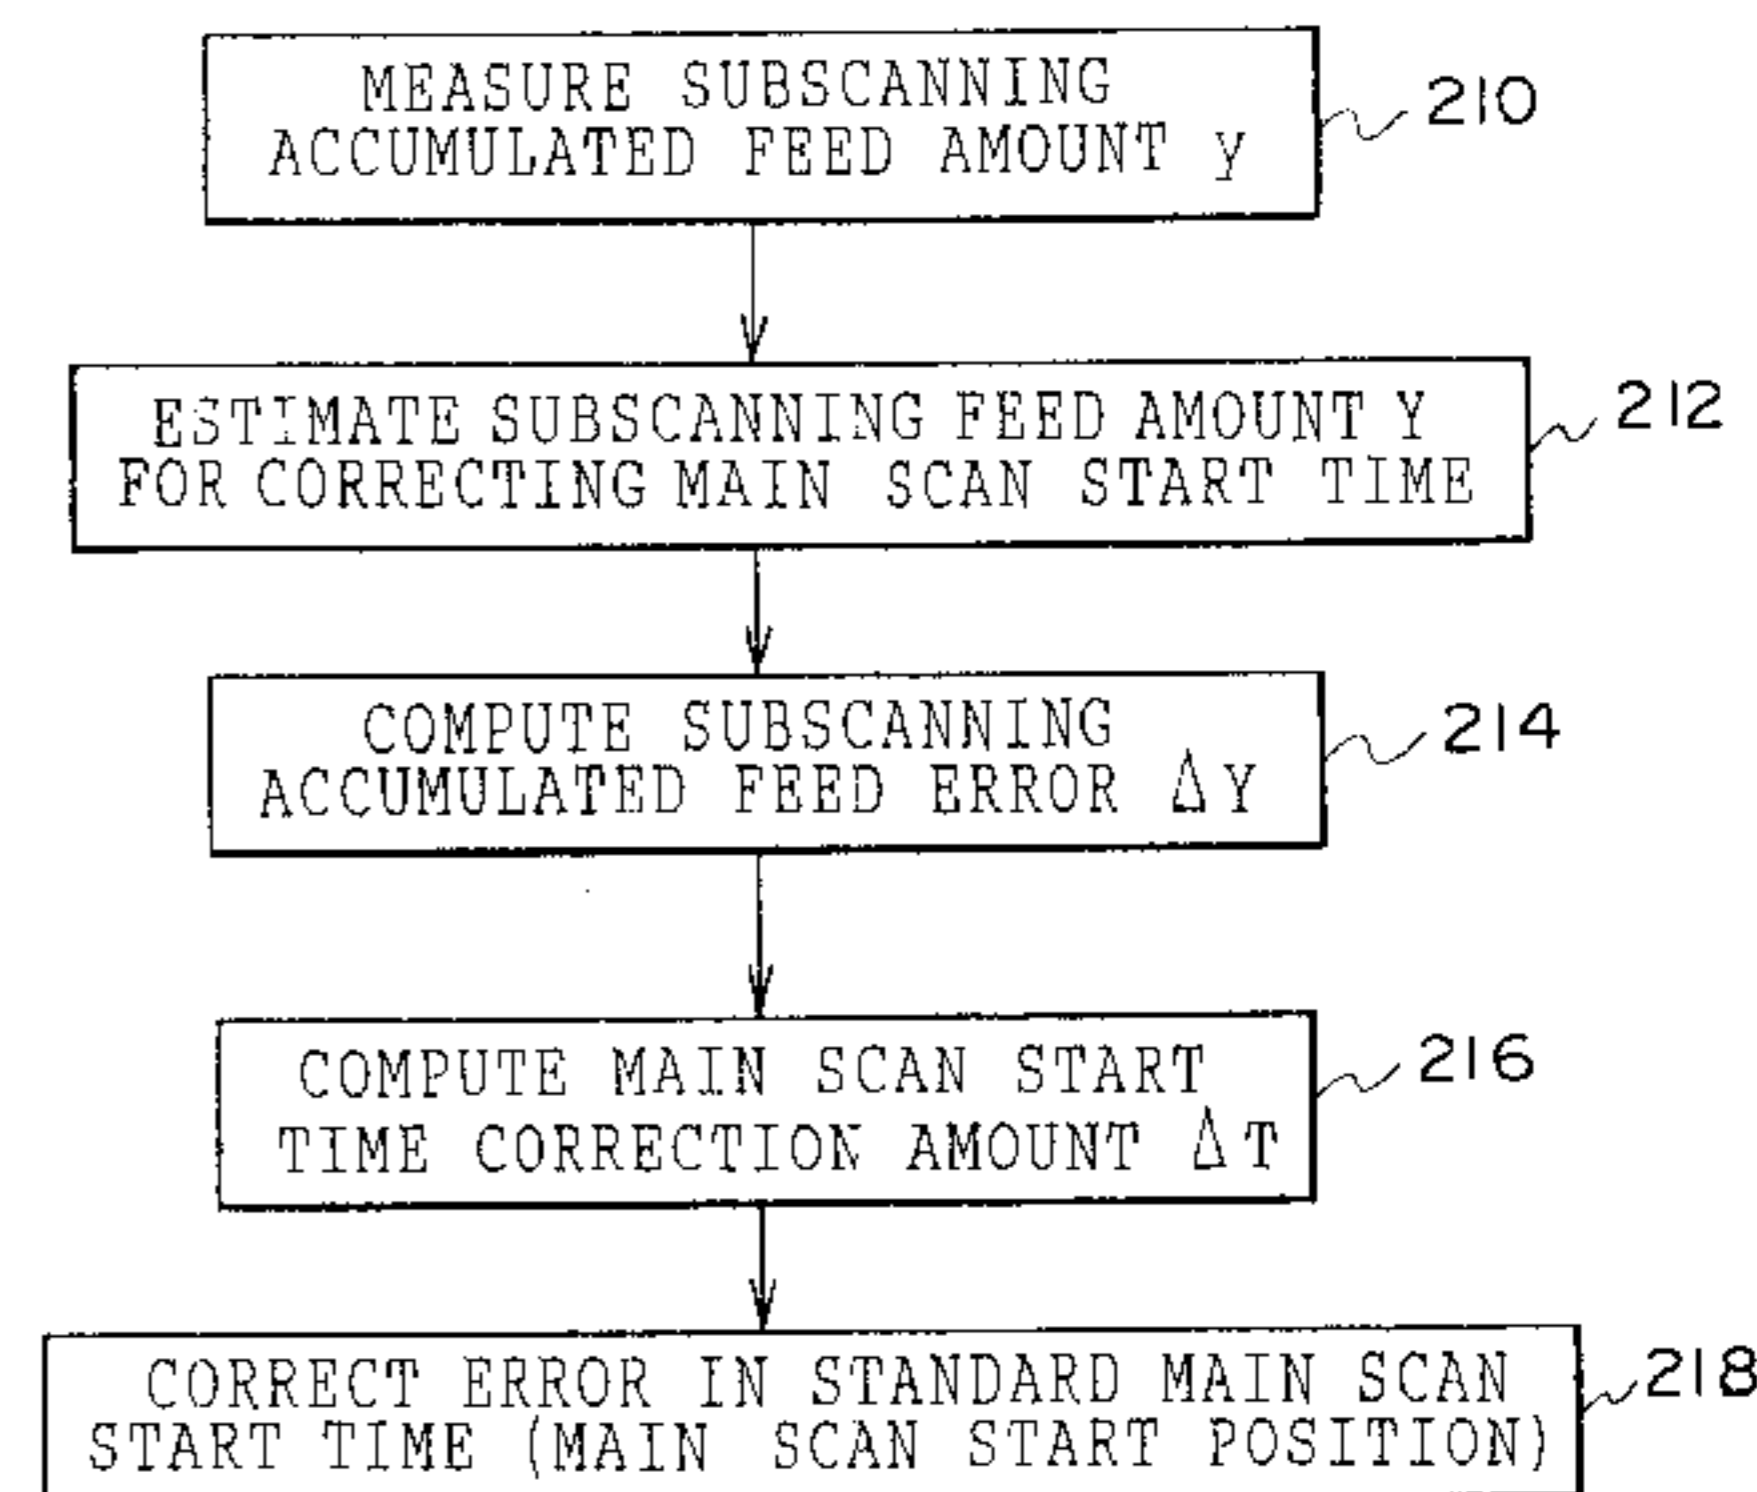 MEASURE SUBSCANNING
ACCUMULATED FEED AMOUNT y
210
ESTIMATE SUBSCANNING FEED AMOUNT Y
FOR CORRECTING MAIN SCAN START TIME
212
COMPUTE SUBSCANNING
ACCUMULATED FEED ERROR ΔY
214
COMPUTE MAIN SCAN START
TIME CORRECTION AMOUNT ΔT
216
CORRECT ERROR IN STANDARD MAIN SCAN
START TIME (MAIN SCAN START POSITION)
218